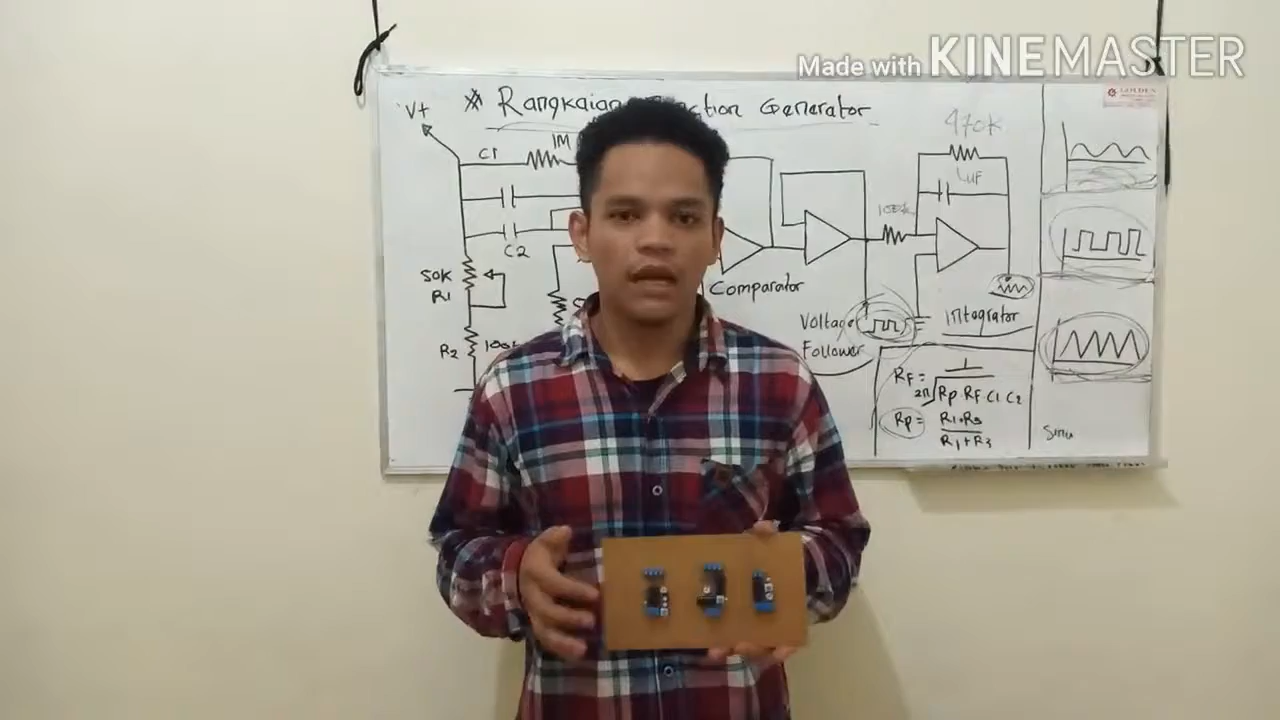 Made with KINEMASTER
GOLDEN
V+
* Rangkaian Function Generator
C1
1M
470K
1UF
C2
50K
R1
Comparator
Voltage
Follower
Integrator
R2
RF = 1
2π√Rp.RF.C1.C2
Rp = R1.R3
R1+R3